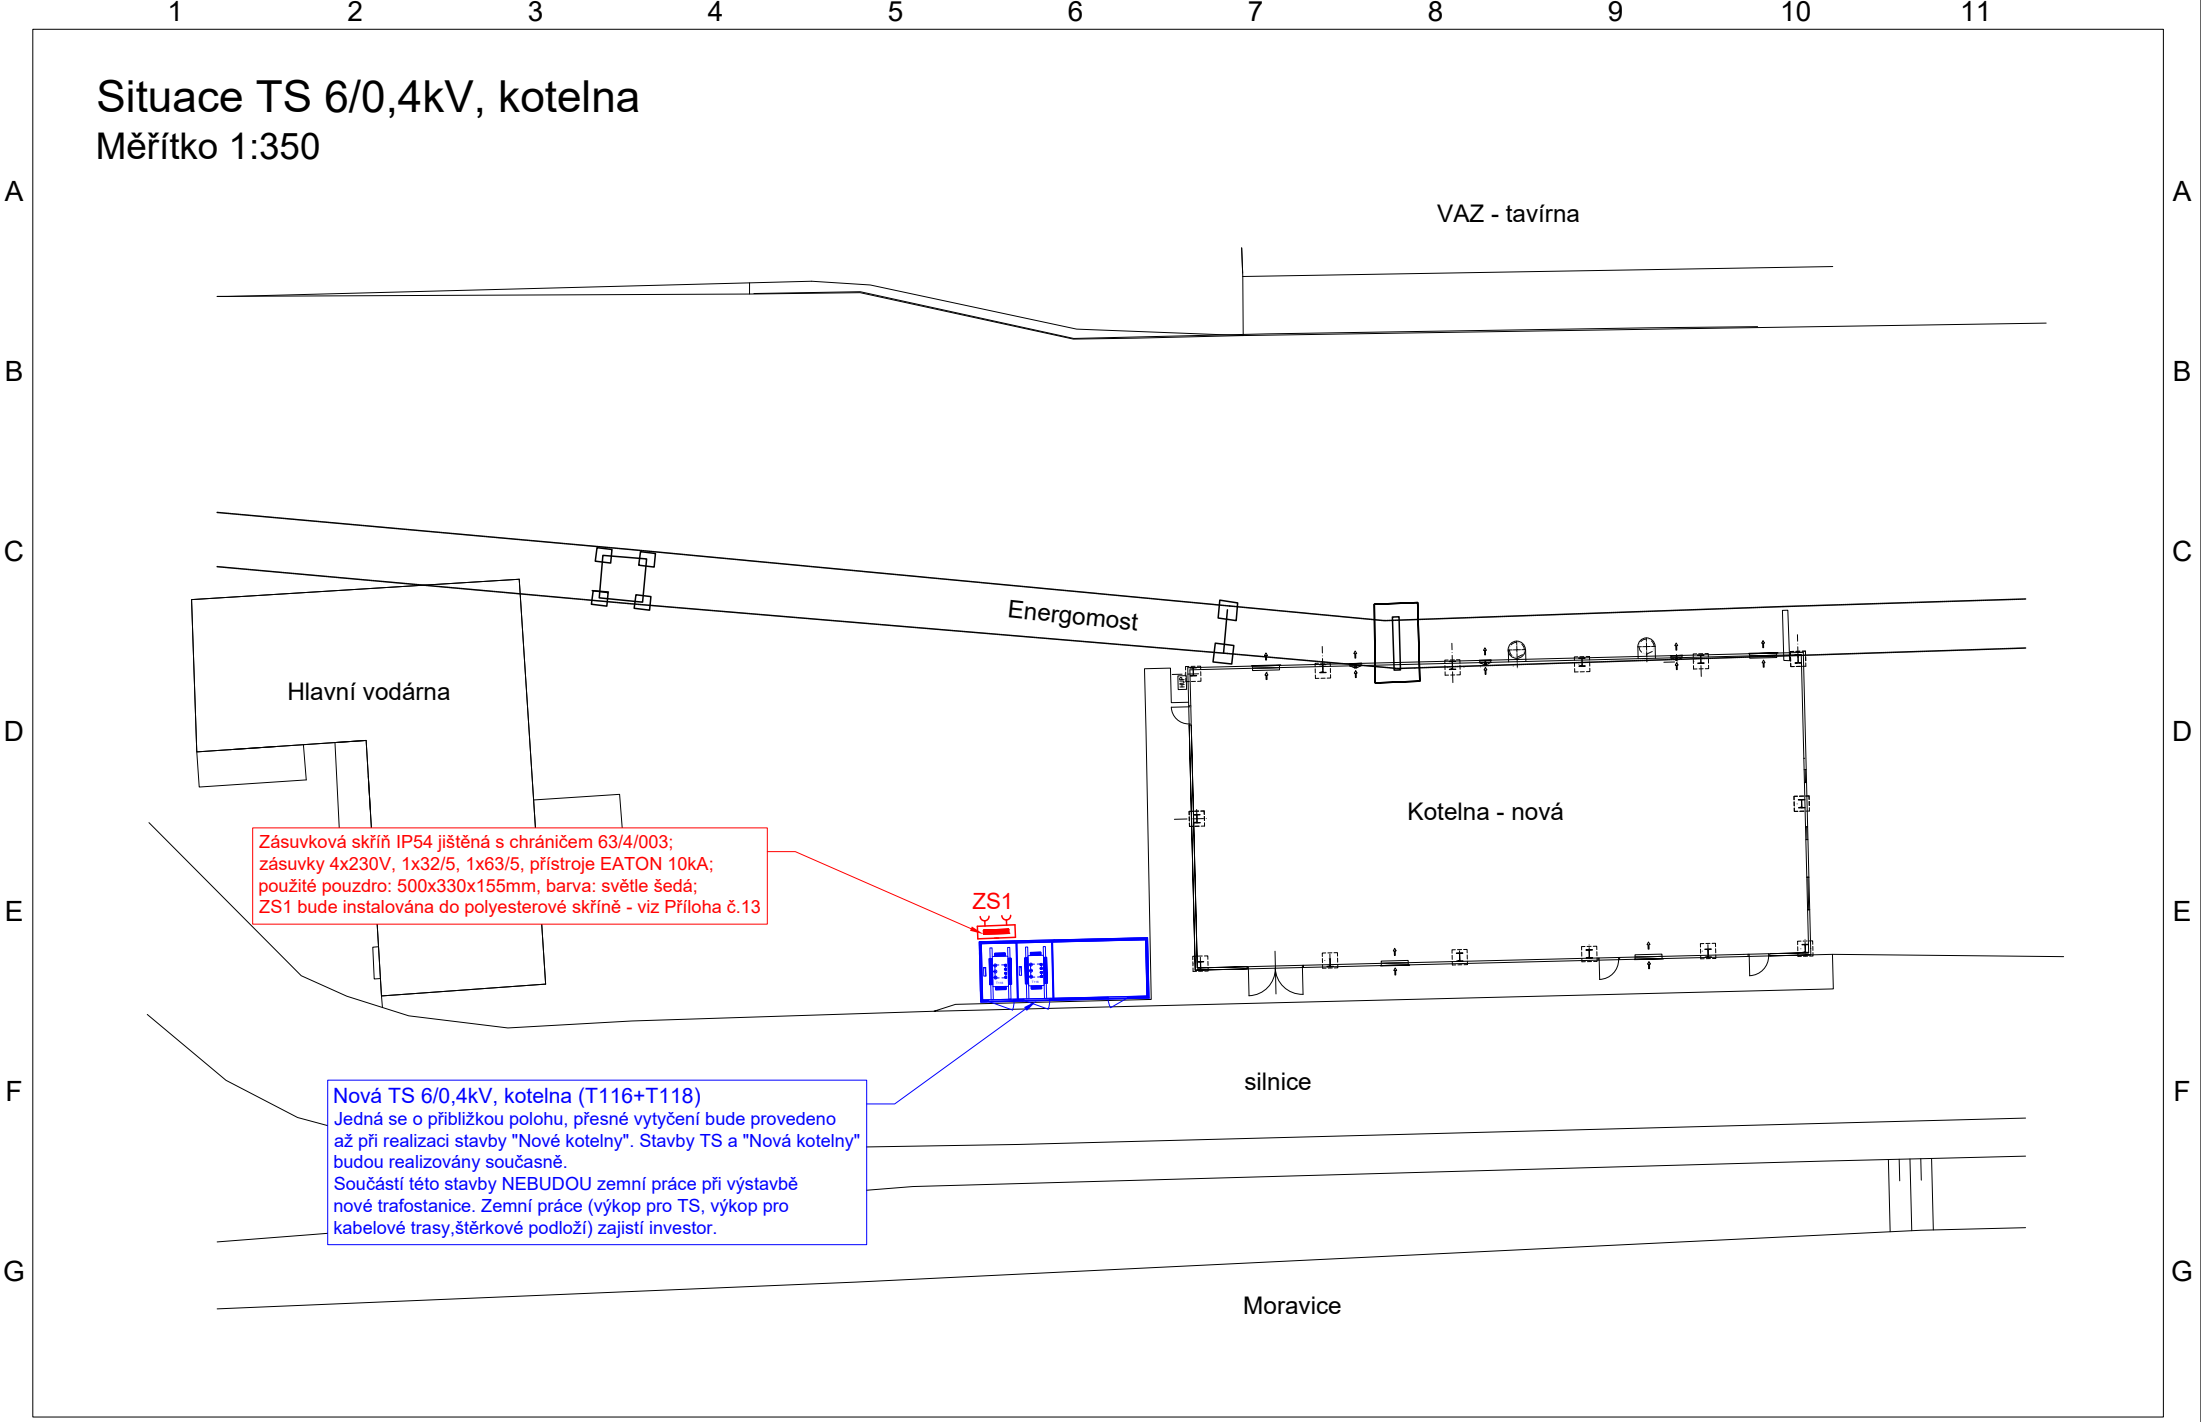 1 2 3 4 5 6 7 8 9 10 11
Situace TS 6/0,4kV, kotelna
Měřítko 1:350
A A
VAZ - tavírna
B B
C C
Energomost
Hlavní vodárna
HUP
D D
Kotelna - nová
Zásuvková skříň IP54 jištěná s chráničem 63/4/003;
zásuvky 4x230V, 1x32/5, 1x63/5, přístroje EATON 10kA;
použité pouzdro: 500x330x155mm, barva: světle šedá;
ZS1 bude instalována do polyesterové skříně - viz Příloha č.13
ZS1
E E
silnice
F F
Nová TS 6/0,4kV, kotelna (T116+T118)
Jedná se o přibližkou polohu, přesné vytyčení bude provedeno
až při realizaci stavby "Nové kotelny". Stavby TS a "Nová kotelny"
budou realizovány současně.
Součástí této stavby NEBUDOU zemní práce při výstavbě
nové trafostanice. Zemní práce (výkop pro TS, výkop pro
kabelové trasy,štěrkové podloží) zajistí investor.
G G
Moravice